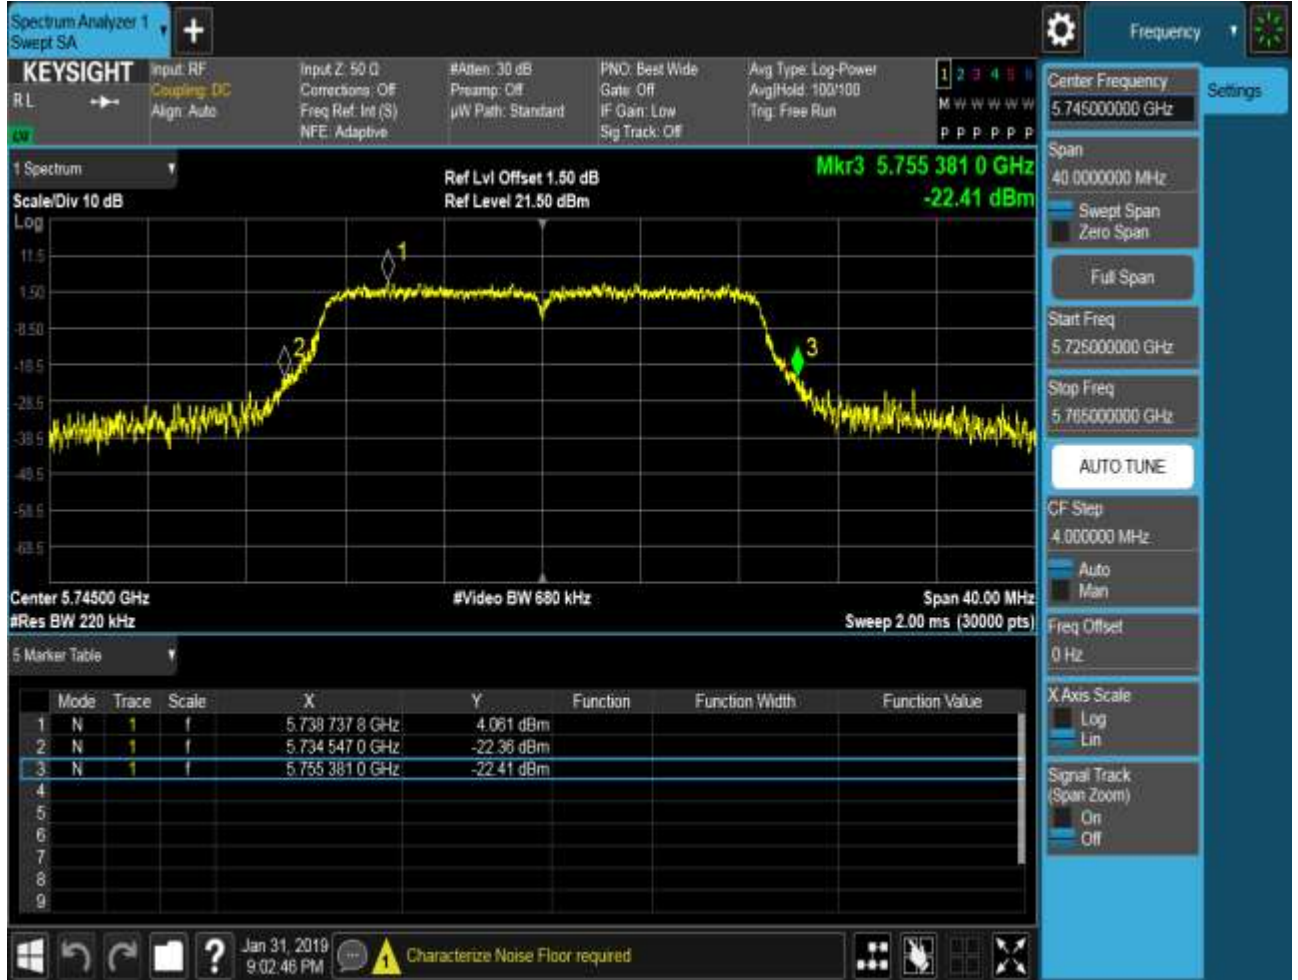 Spectrum Analyzer 1
Swept SA
+
Frequency
KEYSIGHT
RL
Input: RF
Coupling: DC
Align: Auto
Input Z: 50 Ω
Corrections: Off
Freq Ref: Int (S)
NFE: Adaptive
#Atten: 30 dB
Preamp: Off
µW Path: Standard
PNO: Best Wide
Gate: Off
IF Gain: Low
Sig Track: Off
Avg Type: Log-Power
Avg|Hold: 100/100
Trig: Free Run
1 2 3 4 5 6
M W W W W W
P P P P P P
1 Spectrum
Scale/Div 10 dB
Ref Lvl Offset 1.50 dB
Ref Level 21.50 dBm
Mkr3 5.755 381 0 GHz
-22.41 dBm
Log
11.5
1.50
-8.50
-18.5
-28.5
-38.5
-48.5
-58.5
-68.5
1
2
3
Center 5.74500 GHz
#Res BW 220 kHz
#Video BW 680 kHz
Span 40.00 MHz
Sweep 2.00 ms (30000 pts)
5 Marker Table
Mode Trace Scale X Y Function Function Width Function Value
1 N 1 f 5.738 737 8 GHz 4.061 dBm
2 N 1 f 5.734 547 0 GHz -22.36 dBm
3 N 1 f 5.755 381 0 GHz -22.41 dBm
4
5
6
7
8
9
Center Frequency
5.745000000 GHz
Settings
Span
40.0000000 MHz
Swept Span
Zero Span
Full Span
Start Freq
5.725000000 GHz
Stop Freq
5.765000000 GHz
AUTO TUNE
CF Step
4.000000 MHz
Auto
Man
Freq Offset
0 Hz
X Axis Scale
Log
Lin
Signal Track
(Span Zoom)
On
Off
?
Jan 31, 2019
9:02:46 PM
1
Characterize Noise Floor required